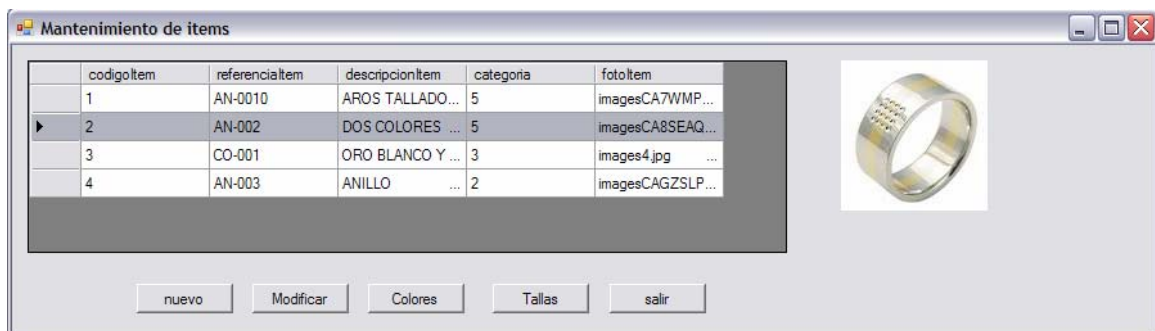 Mantenimiento de items
codigoItem referenciaItem descripcionItem categoria fotoItem
1 AN-0010 AROS TALLADO... 5 imagesCA7WMP...
2 AN-002 DOS COLORES ... 5 imagesCA8SEAQ...
3 CO-001 ORO BLANCO Y ... 3 images4.jpg ...
4 AN-003 ANILLO ... 2 imagesCAGZSLP...
nuevo Modificar Colores Tallas salir